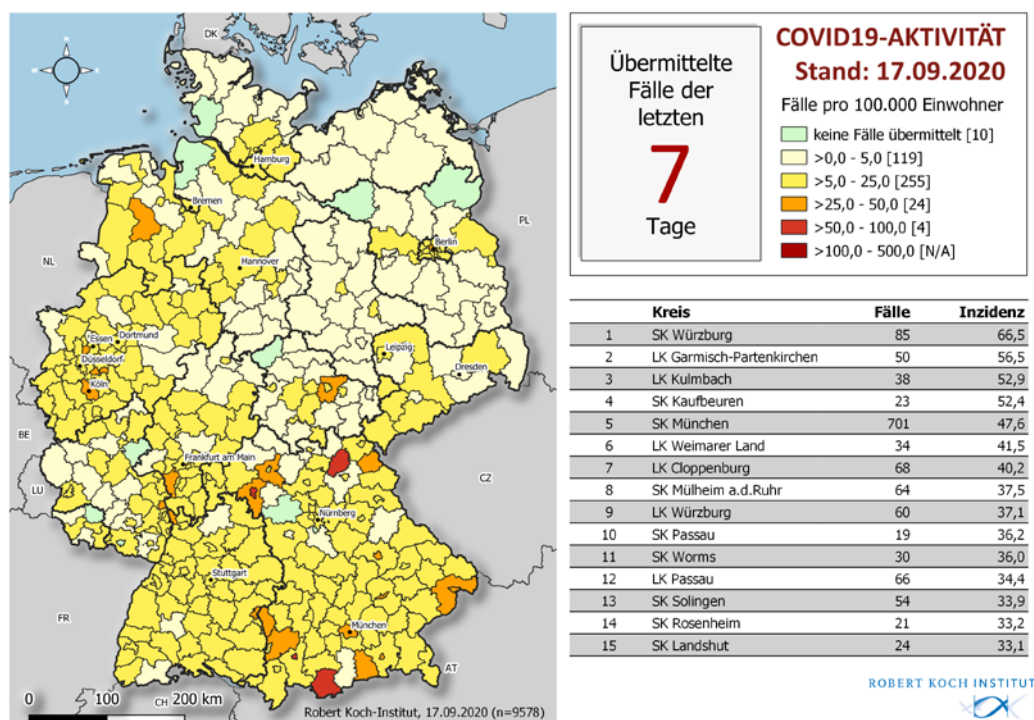 DK
Hamburg
Bremen
PL
Berlin
NL
Hannover
Essen
Dortmund
Düsseldorf
Leipzig
Köln
Dresden
BE
Frankfurt am Main
LU
CZ
Nürnberg
Stuttgart
FR
München
AT
CH
0 100 200 km
Robert Koch-Institut, 17.09.2020 (n=9578)
Übermittelte
Fälle der
letzten
7
Tage
COVID19-AKTIVITÄT
Stand: 17.09.2020
Fälle pro 100.000 Einwohner
keine Fälle übermittelt [10]
>0,0 - 5,0 [119]
>5,0 - 25,0 [255]
>25,0 - 50,0 [24]
>50,0 - 100,0 [4]
>100,0 - 500,0 [N/A]
Kreis Fälle Inzidenz
1 SK Würzburg 85 66,5
2 LK Garmisch-Partenkirchen 50 56,5
3 LK Kulmbach 38 52,9
4 SK Kaufbeuren 23 52,4
5 SK München 701 47,6
6 LK Weimarer Land 34 41,5
7 LK Cloppenburg 68 40,2
8 SK Mülheim a.d.Ruhr 64 37,5
9 LK Würzburg 60 37,1
10 SK Passau 19 36,2
11 SK Worms 30 36,0
12 LK Passau 66 34,4
13 SK Solingen 54 33,9
14 SK Rosenheim 21 33,2
15 SK Landshut 24 33,1
ROBERT KOCH INSTITUT